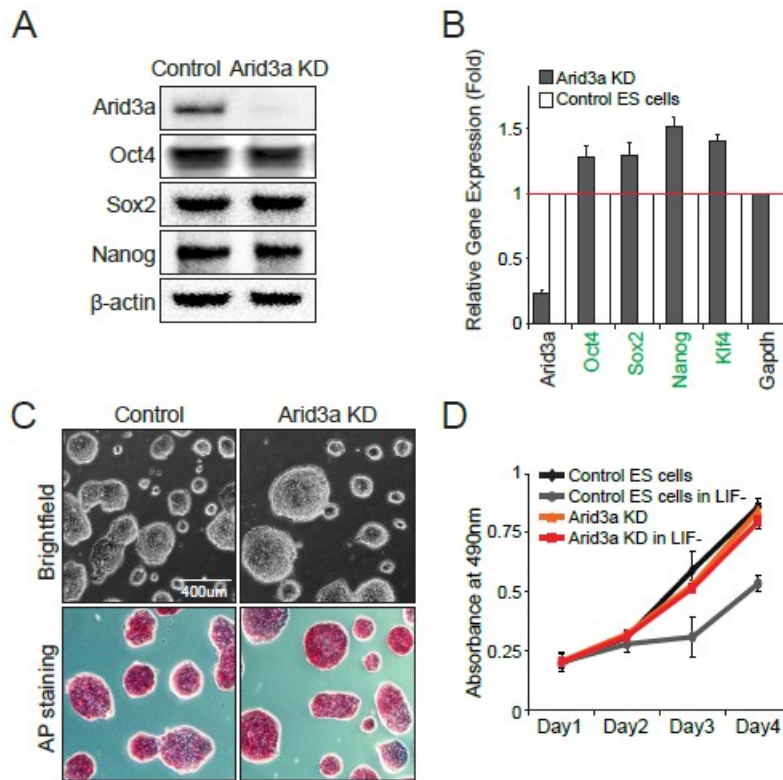 A
Control Arid3a KD
Arid3a
Oct4
Sox2
Nanog
β-actin
B
Relative Gene Expression (Fold)
Arid3a KD
Control ES cells
1.5
1
0.5
0
Arid3a
Oct4
Sox2
Nanog
Klf4
Gapdh
C
Control
Arid3a KD
Brightfield
400um
AP staining
D
Absorbance at 490nm
Control ES cells
Control ES cells in LIF-
Arid3a KD
Arid3a KD in LIF-
1
0.75
0.5
0.25
0
Day1 Day2 Day3 Day4